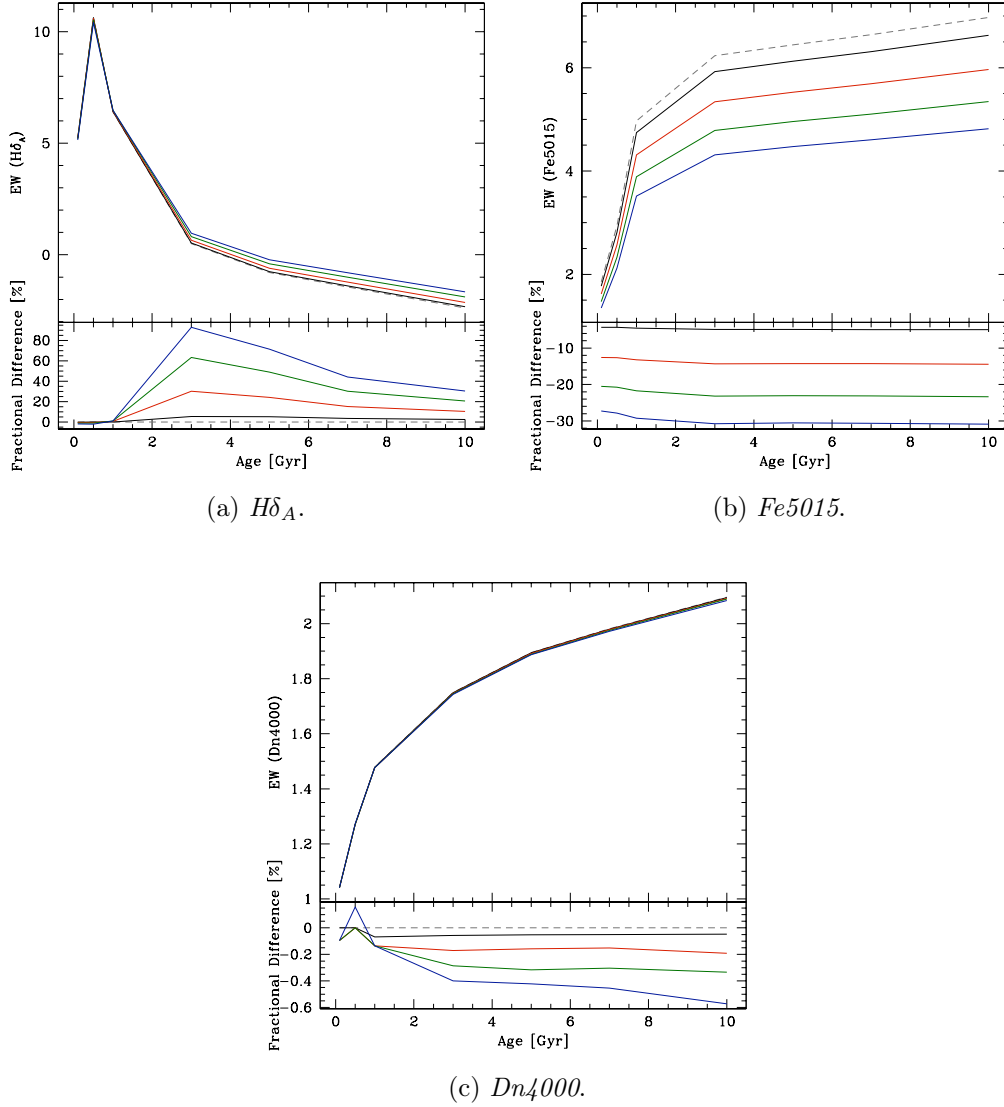 10
5
0
EW (HδA)
80
60
40
20
0
Fractional Difference [%]
0 2 4 6 8 10
Age [Gyr]
(a) HδA.
6
4
2
EW (Fe5015)
−10
−20
−30
Fractional Difference [%]
0 2 4 6 8 10
Age [Gyr]
(b) Fe5015.
2
1.8
1.6
1.4
1.2
1
EW (Dn4000)
0
−0.2
−0.4
−0.6
Fractional Difference [%]
0 2 4 6 8 10
Age [Gyr]
(c) Dn4000.